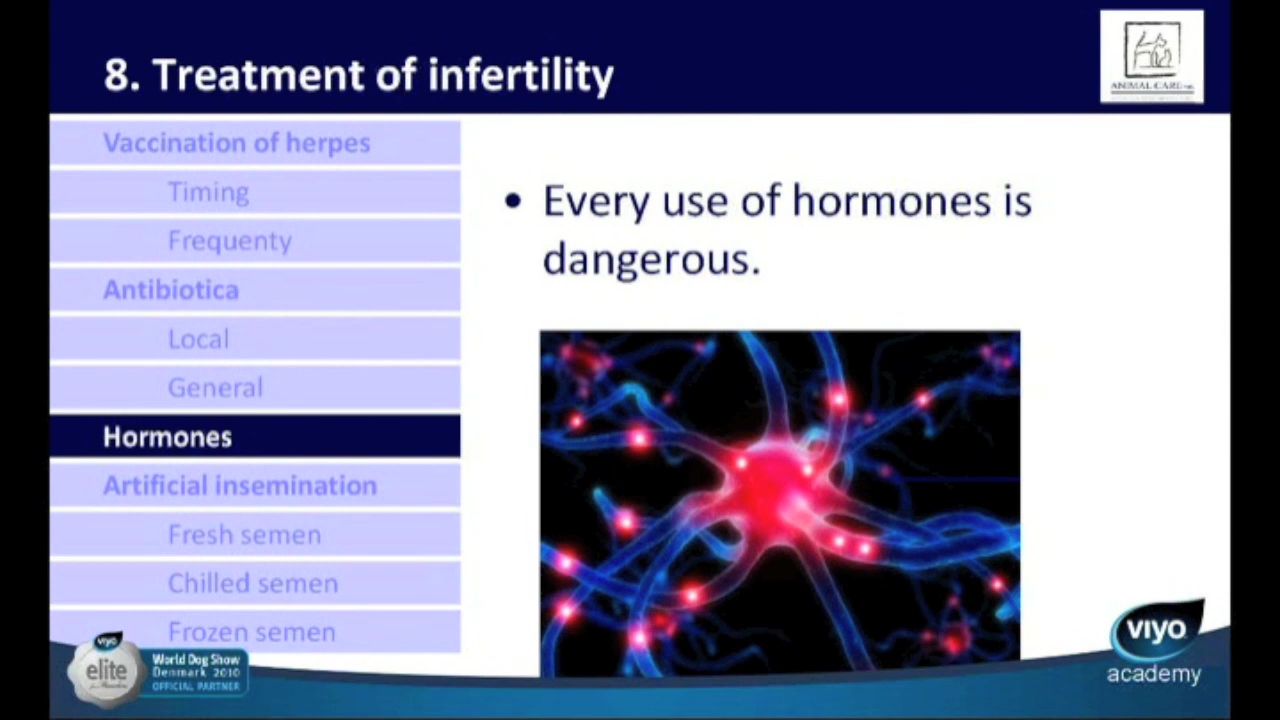 8. Treatment of infertility
ANIMAL CARE
Vaccination of herpes
Timing
Frequenty
Antibiotica
Local
General
Hormones
Artificial insemination
Fresh semen
Chilled semen
Frozen semen
• Every use of hormones is
dangerous.
viyo
elite
World Dog Show
Denmark 2010
OFFICIAL PARTNER
viyo
academy